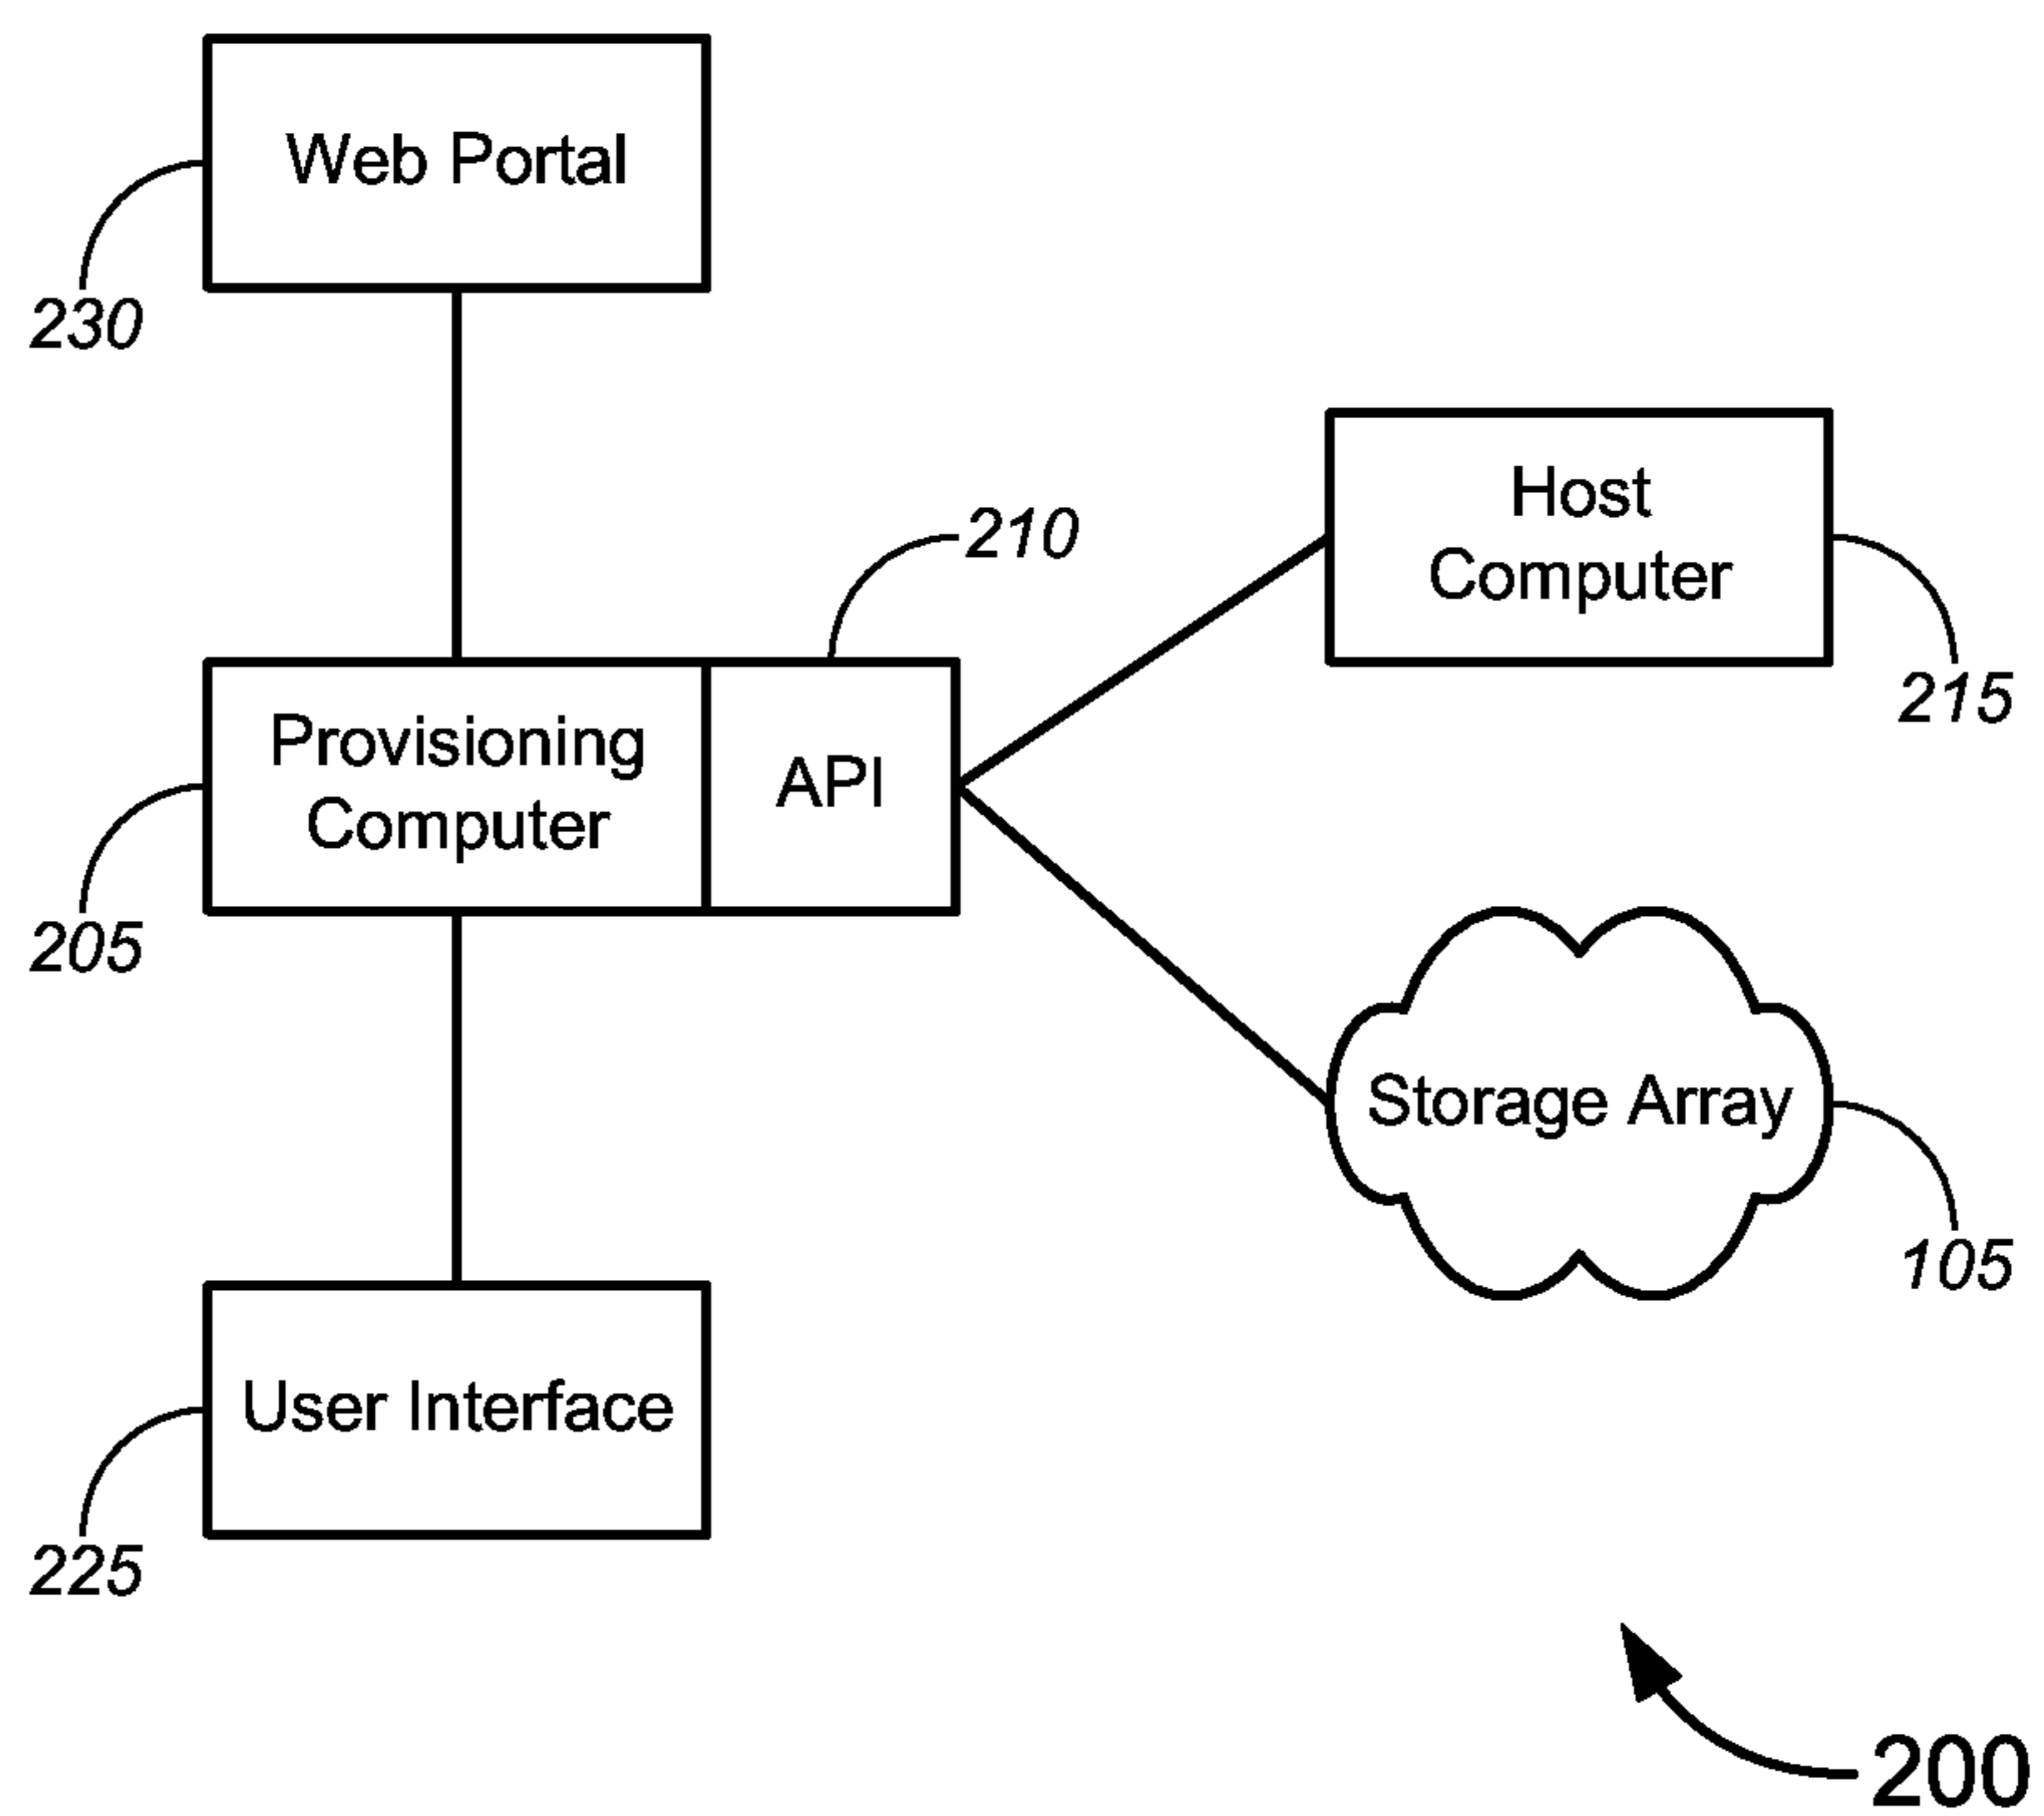 Web Portal
230
Host
Computer
210
215
Provisioning
Computer
API
205
Storage Array
105
User Interface
225
200